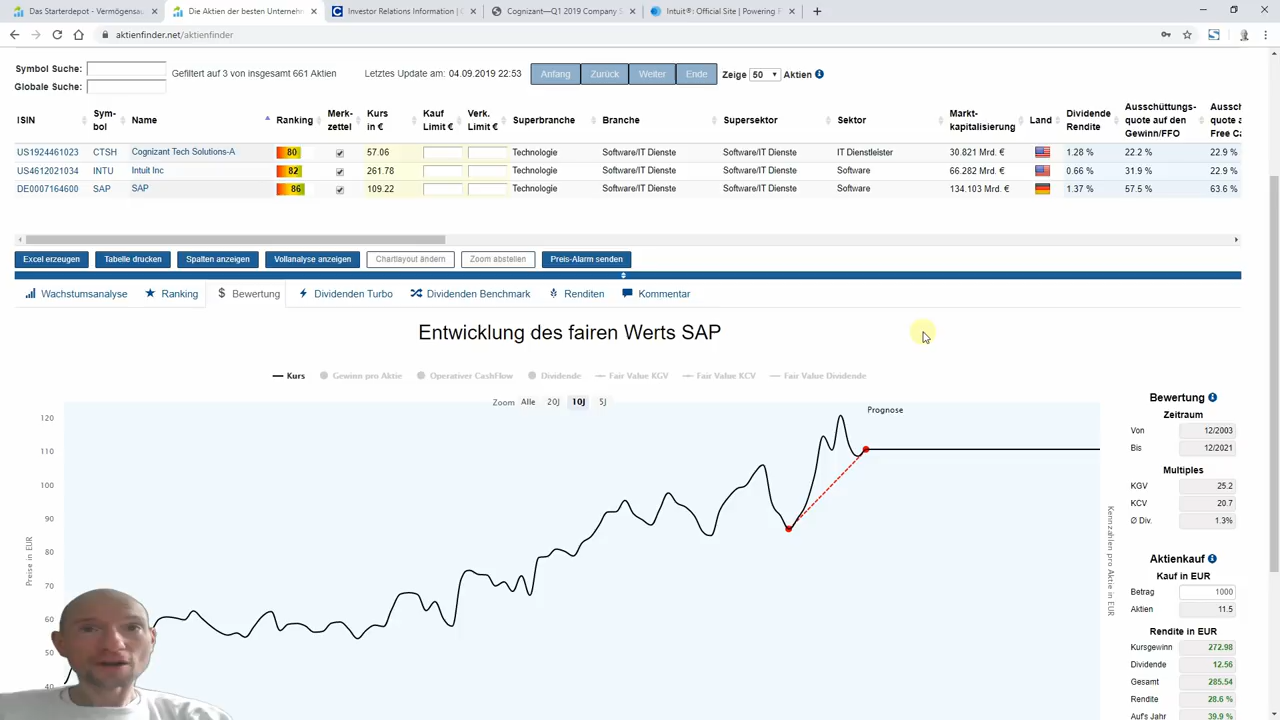 Das Starterdepot - Vermögensau
Die Aktien der besten Unternehm
Investor Relations Information | C
Cognizant—Q1 2019 Company S
Intuit®: Official Site | Powering P
aktienfinder.net/aktienfinder
Symbol Suche:
Globale Suche:
Gefiltert auf 3 von insgesamt 661 Aktien
Letztes Update am: 04.09.2019 22:53
Anfang Zurück Weiter Ende
Zeige 50 Aktien
ISIN Sym-bol Name Ranking Merk-zettel Kurs in € Kauf Limit € Verk. Limit € Superbranche Branche Supersektor Sektor Markt-kapitalisierung Land Dividende Rendite Ausschüttungs-quote auf den Gewinn/FFO Aussch quote Free Ca
US1924461023 CTSH Cognizant Tech Solutions-A 80 57.06 Technologie Software/IT Dienste Software/IT Dienste IT Dienstleister 30.821 Mrd. € 1.28 % 22.2 % 22.9 %
US4612021034 INTU Intuit Inc 82 261.78 Technologie Software/IT Dienste Software/IT Dienste Software 66.282 Mrd. € 0.66 % 31.9 % 22.9 %
DE0007164600 SAP SAP 86 109.22 Technologie Software/IT Dienste Software/IT Dienste Software 134.103 Mrd. € 1.37 % 57.5 % 63.6 %
Excel erzeugen Tabelle drucken Spalten anzeigen Vollanalyse anzeigen Chartlayout ändern Zoom abstellen Preis-Alarm senden
Wachstumsanalyse Ranking Bewertung Dividenden Turbo Dividenden Benchmark Renditen Kommentar
Entwicklung des fairen Werts SAP
Kurs Gewinn pro Aktie Operativer CashFlow Dividende Fair Value KGV Fair Value KCV Fair Value Dividende
Zoom Alle 20J 10J 5J
Prognose
120
110
100
90
80
70
60
50
40
Preise in EUR
Kennzahlen pro Aktie in EUR
Bewertung
Zeitraum
Von 12/2003
Bis 12/2021
Multiples
KGV 25.2
KCV 20.7
Ø Div. 1.3%
Aktienkauf
Kauf in EUR
Betrag 1000
Aktien 11.5
Rendite in EUR
Kursgewinn 272.98
Dividende 12.56
Gesamt 285.54
Rendite 28.6 %
Auf's Jahr 39.9 %